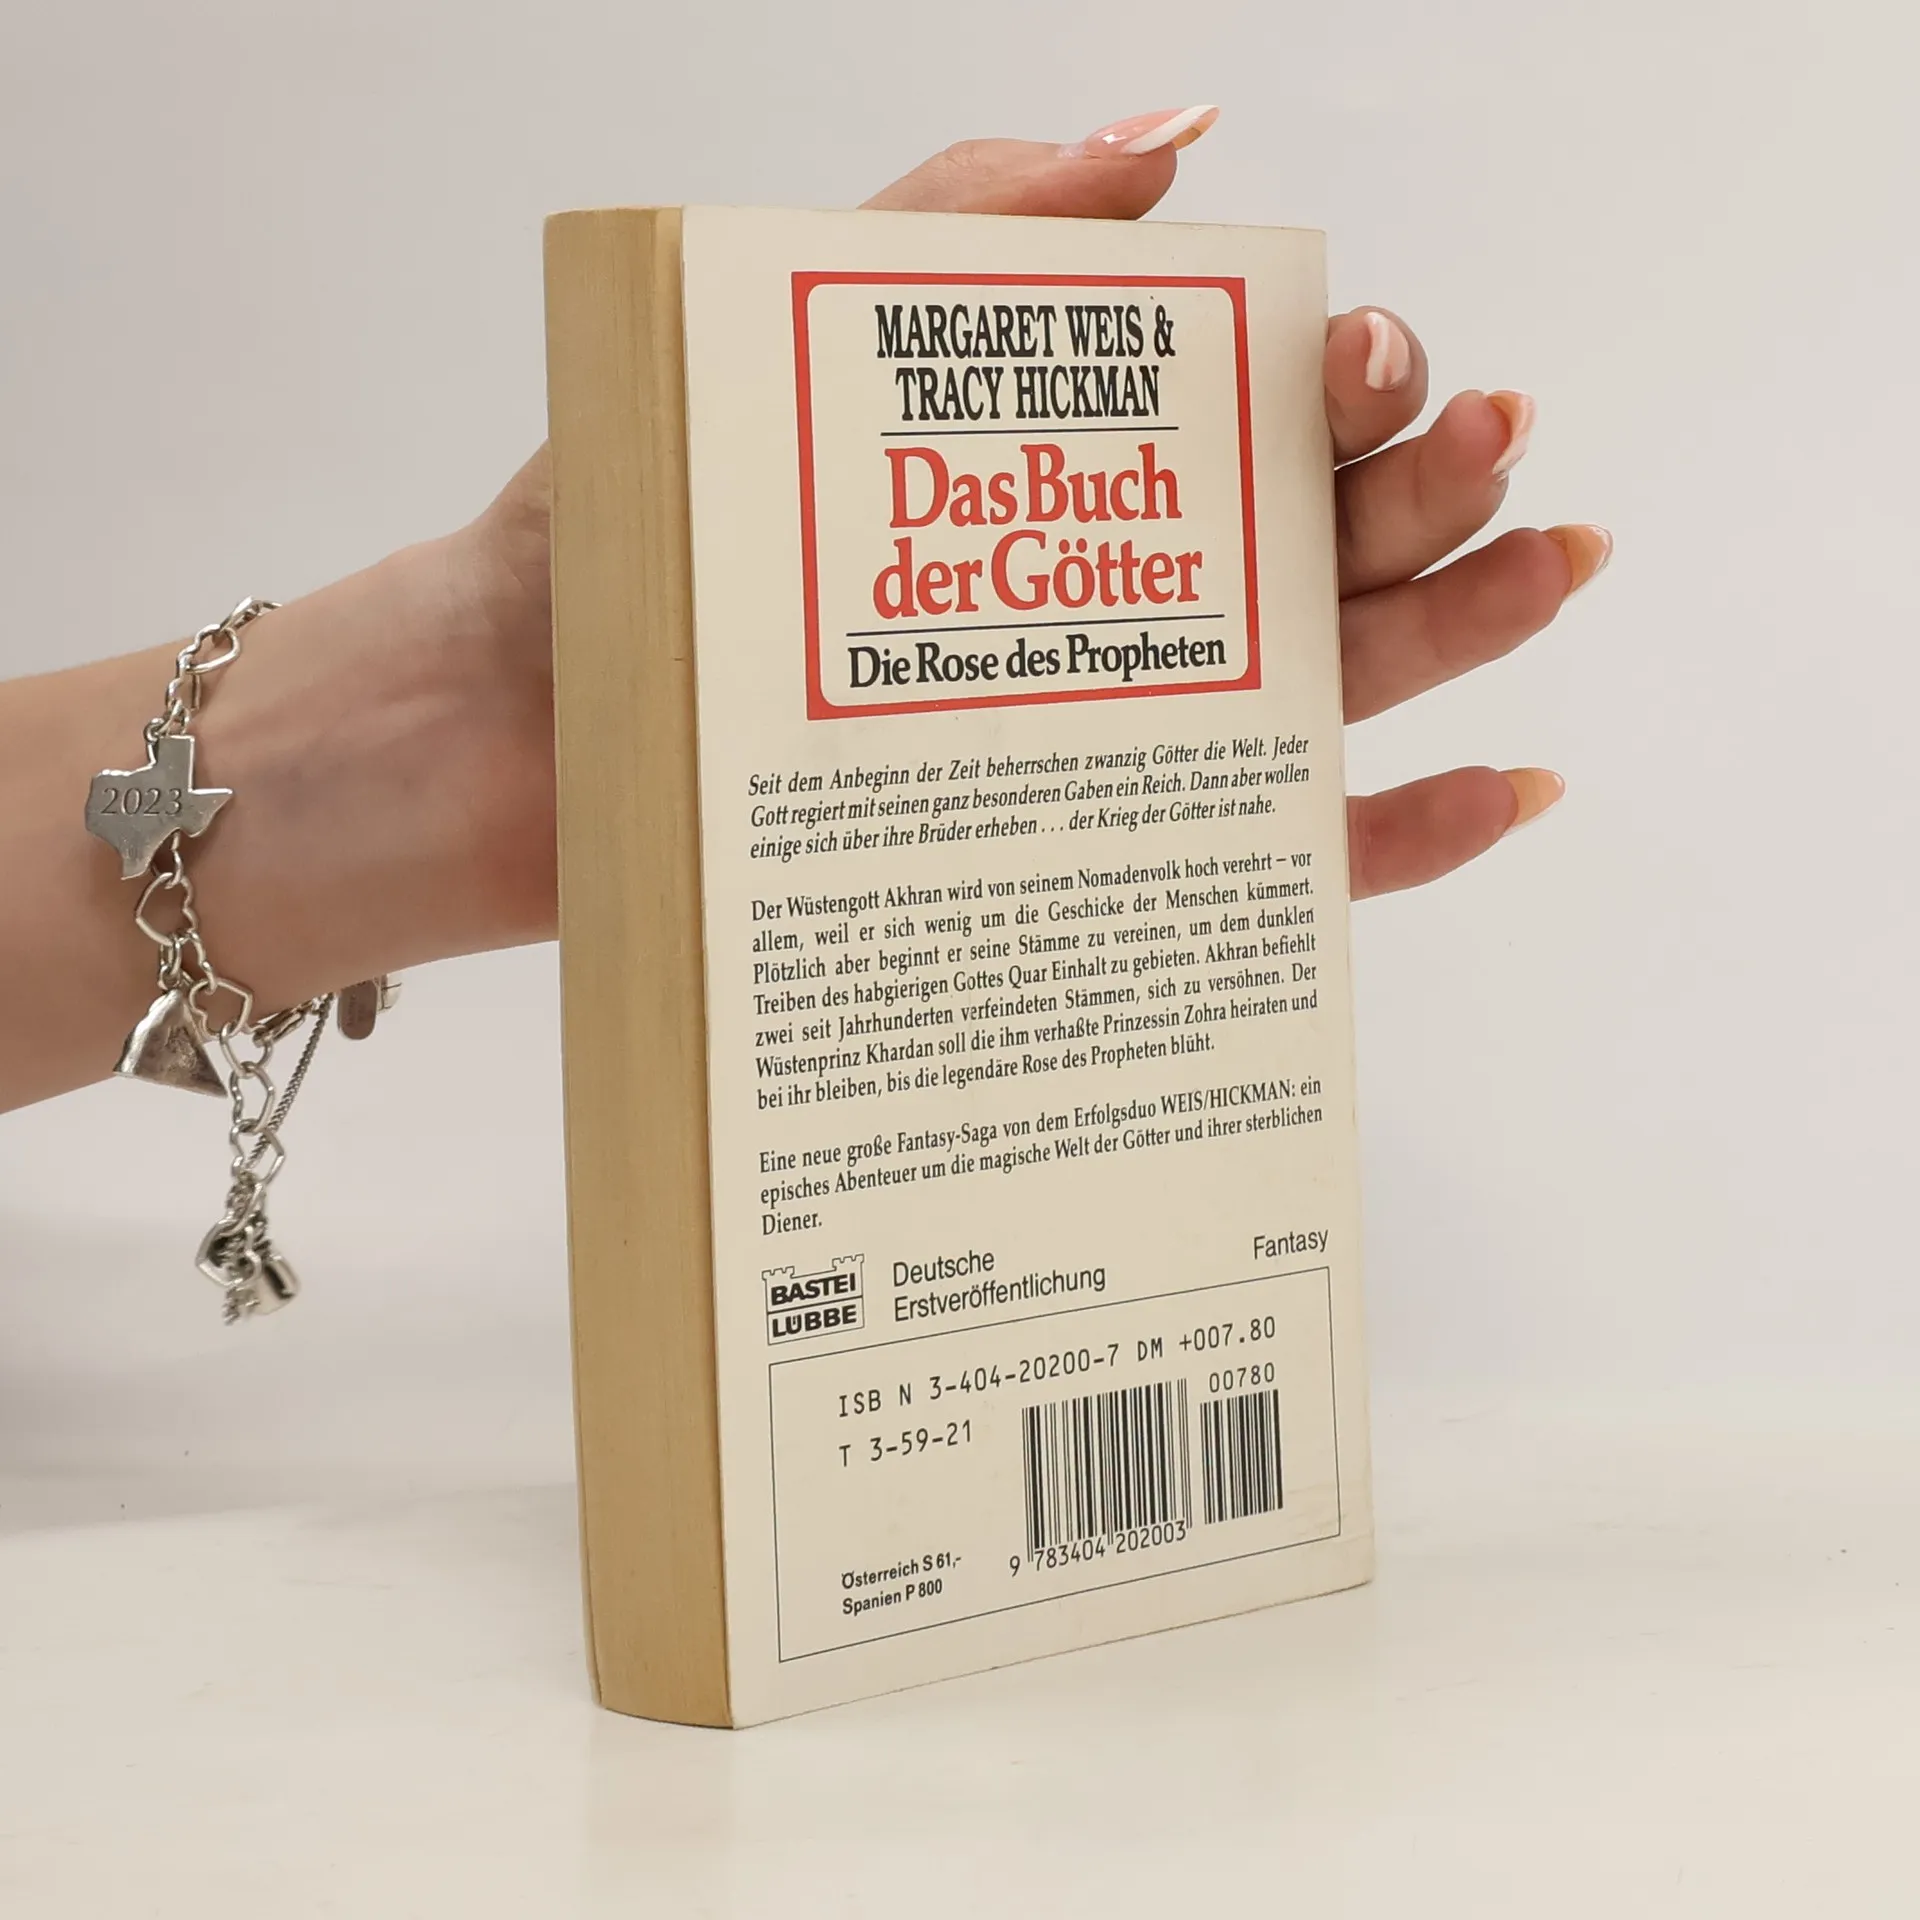 MARGARET WEIS &
TRACY HICKMAN
Das Buch
der Götter
Die Rose des Propheten
Seit dem Anbeginn der Zeit beherrschen zwanzig Götter die Welt. Jeder
Gott regiert mit seinen ganz besonderen Gaben ein Reich. Dann aber wollen
einige sich über ihre Brüder erheben . . . der Krieg der Götter ist nahe.
Der Wüstengott Akhran wird von seinem Nomadenvolk hoch verehrt – vor
allem, weil er sich wenig um die Geschicke der Menschen kümmert.
Plötzlich aber beginnt er seine Stämme zu vereinen, um dem dunklen
Treiben des habgierigen Gottes Quar Einhalt zu gebieten. Akhran befiehlt
zwei seit Jahrhunderten verfeindeten Stämmen, sich zu versöhnen. Der
Wüstenprinz Khardan soll die ihm verhaßte Prinzessin Zohra heiraten und
bei ihr bleiben, bis die legendäre Rose des Propheten blüht.
Eine neue große Fantasy-Saga von dem Erfolgsduo WEIS/HICKMAN: ein
episches Abenteuer um die magische Welt der Götter und ihrer sterblichen
Diener.
BASTEI
LÜBBE
Deutsche
Erstveröffentlichung
Fantasy
ISB N 3-404-20200-7 DM +007.80
00780
T 3-59-21
9 783404 202003
Österreich S 61,-
Spanien P 800
2023